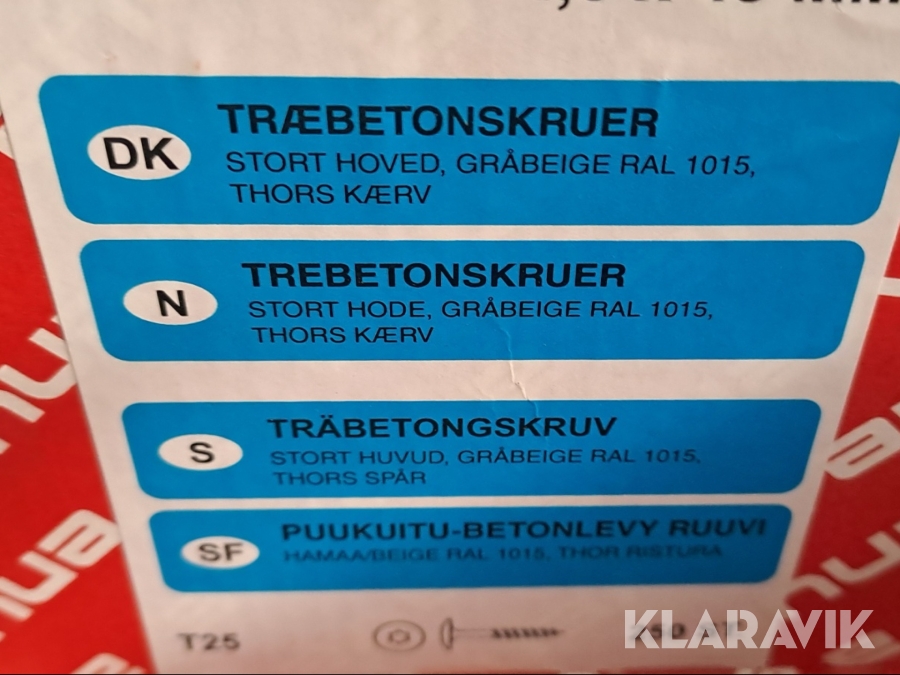 DK
TRÆBETONSKRUER
STORT HOVED, GRÅBEIGE RAL 1015,
THORS KÆRV
N
TREBETONSKRUER
STORT HODE, GRÅBEIGE RAL 1015,
THORS KÆRV
S
TRÄBETONGSKRUV
STORT HUVUD, GRÅBEIGE RAL 1015,
THORS SPÅR
SF
PUUKUITU-BETONLEVY RUUVI
HAMAA/BEIGE RAL 1015, THOR RISTURA
T25
KLARAVIK